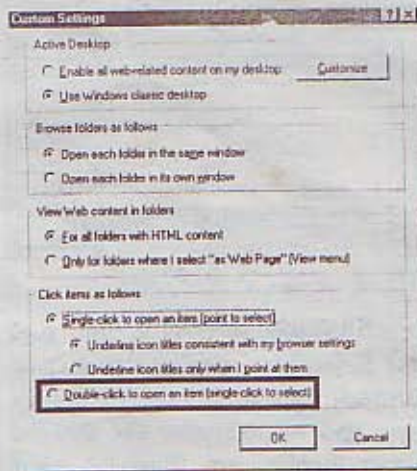 Custom Settings
Active Desktop
Enable all web-related content on my desktop
Customize
Use Windows classic desktop
Browse folders as follows
Open each folder in the same window
Open each folder in its own window
View Web content in folders
For all folders with HTML content
Only for folders where I select "as Web Page" (View menu)
Click items as follows
Single-click to open an item (point to select)
Underline icon titles consistent with my browser settings
Underline icon titles only when I point at them
Double-click to open an item (single-click to select)
OK
Cancel